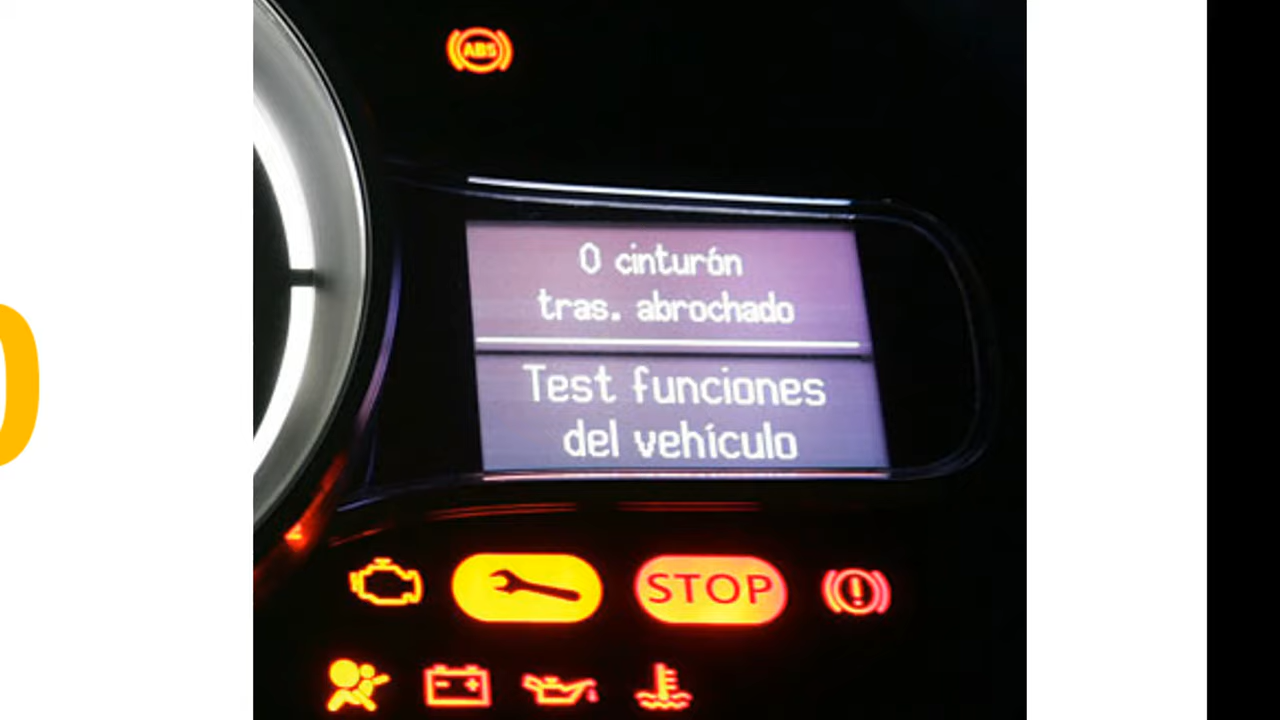 ABS
0 cinturón
tras. abrochado
Test funciones
del vehículo
STOP